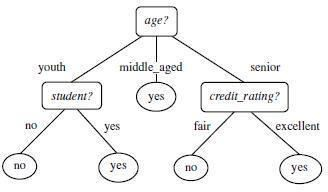 age?
youth middle_aged senior
student? yes credit_rating?
no yes fair excellent
no yes no yes